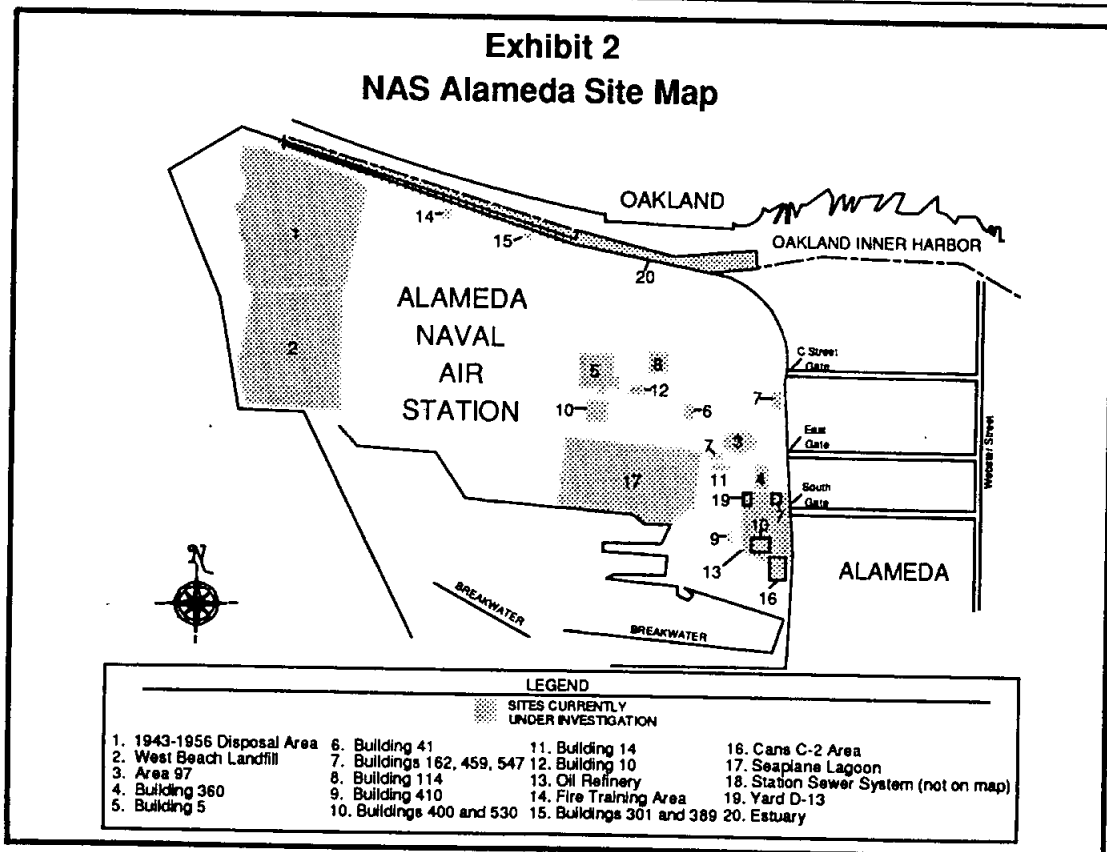 Exhibit 2
NAS Alameda Site Map
OAKLAND
OAKLAND INNER HARBOR
14
15
20
1
2
ALAMEDA
NAVAL
AIR
STATION
5
8
12
10
6
7
C Street
Gate
East
Gate
South
Gate
Webster Street
7
3
11
4
17
19
7
9
10
13
16
ALAMEDA
N
BREAKWATER
BREAKWATER
LEGEND
SITES CURRENTLY
UNDER INVESTIGATION
1. 1943-1956 Disposal Area
2. West Beach Landfill
3. Area 97
4. Building 360
5. Building 5
6. Building 41
7. Buildings 162, 459, 547
8. Building 114
9. Building 410
10. Buildings 400 and 530
11. Building 14
12. Building 10
13. Oil Refinery
14. Fire Training Area
15. Buildings 301 and 389
16. Cans C-2 Area
17. Seaplane Lagoon
18. Station Sewer System (not on map)
19. Yard D-13
20. Estuary